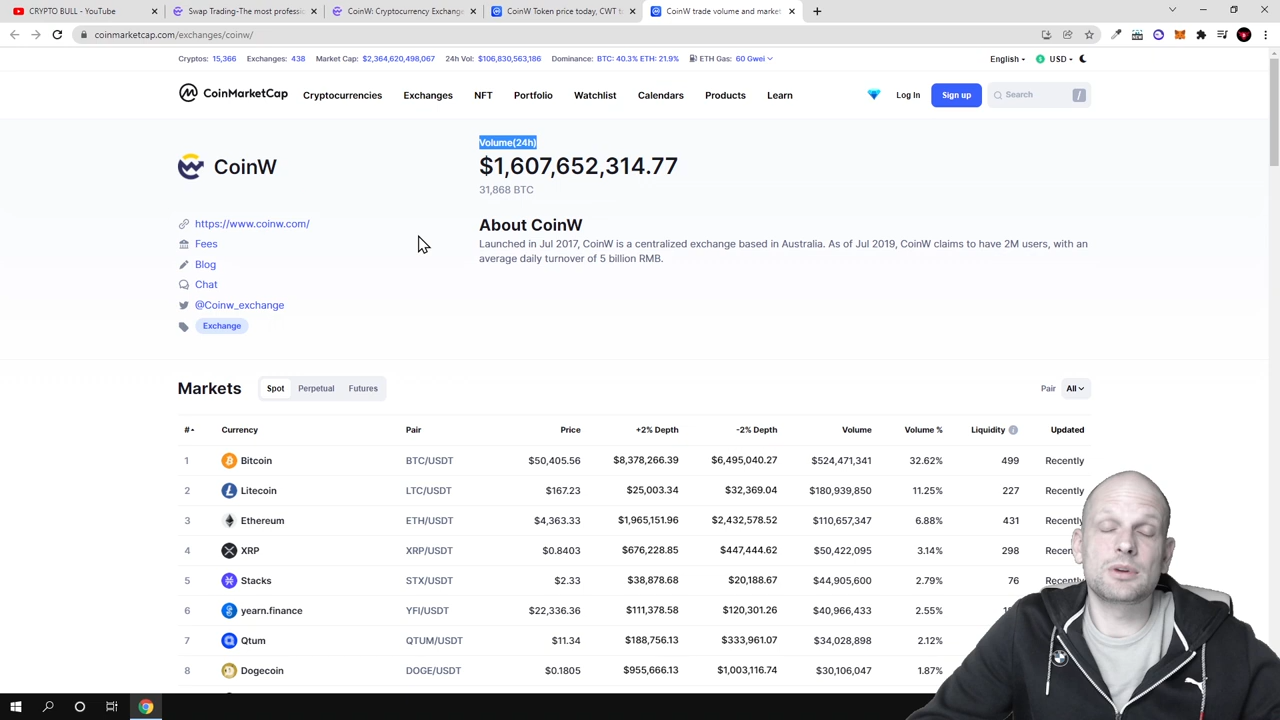 CRYPTO BULL - YouTube
Swap Trading-The most professio
CoinW: Cryptocurrency Exchange
CoinW Token price today, CWT t
CoinW trade volume and market
coinmarketcap.com/exchanges/coinw/
Cryptos: 15,366 Exchanges: 438 Market Cap: $2,364,620,498,067 24h Vol: $106,830,563,186 Dominance: BTC: 40.3% ETH: 21.9% ETH Gas: 60 Gwei English USD
CoinMarketCap Cryptocurrencies Exchanges NFT Portfolio Watchlist Calendars Products Learn Log In Sign up Search /
Volume(24h)
CoinW $1,607,652,314.77
31,868 BTC
https://www.coinw.com/
Fees
Blog
Chat
@Coinw_exchange
Exchange
About CoinW
Launched in Jul 2017, CoinW is a centralized exchange based in Australia. As of Jul 2019, CoinW claims to have 2M users, with an
average daily turnover of 5 billion RMB.
Markets Spot Perpetual Futures Pair All
# Currency Pair Price +2% Depth -2% Depth Volume Volume % Liquidity Updated
1 Bitcoin BTC/USDT $50,405.56 $8,378,266.39 $6,495,040.27 $524,471,341 32.62% 499 Recently
2 Litecoin LTC/USDT $167.23 $25,003.34 $32,369.04 $180,939,850 11.25% 227 Recently
3 Ethereum ETH/USDT $4,363.33 $1,965,151.96 $2,432,578.52 $110,657,347 6.88% 431 Recently
4 XRP XRP/USDT $0.8403 $676,228.85 $447,444.62 $50,422,095 3.14% 298
5 Stacks STX/USDT $2.33 $38,878.68 $20,188.67 $44,905,600 2.79% 76
6 yearn.finance YFI/USDT $22,336.36 $111,378.58 $120,301.26 $40,966,433 2.55%
7 Qtum QTUM/USDT $11.34 $188,756.13 $333,961.07 $34,028,898 2.12%
8 Dogecoin DOGE/USDT $0.1805 $955,666.13 $1,003,116.74 $30,106,047 1.87%